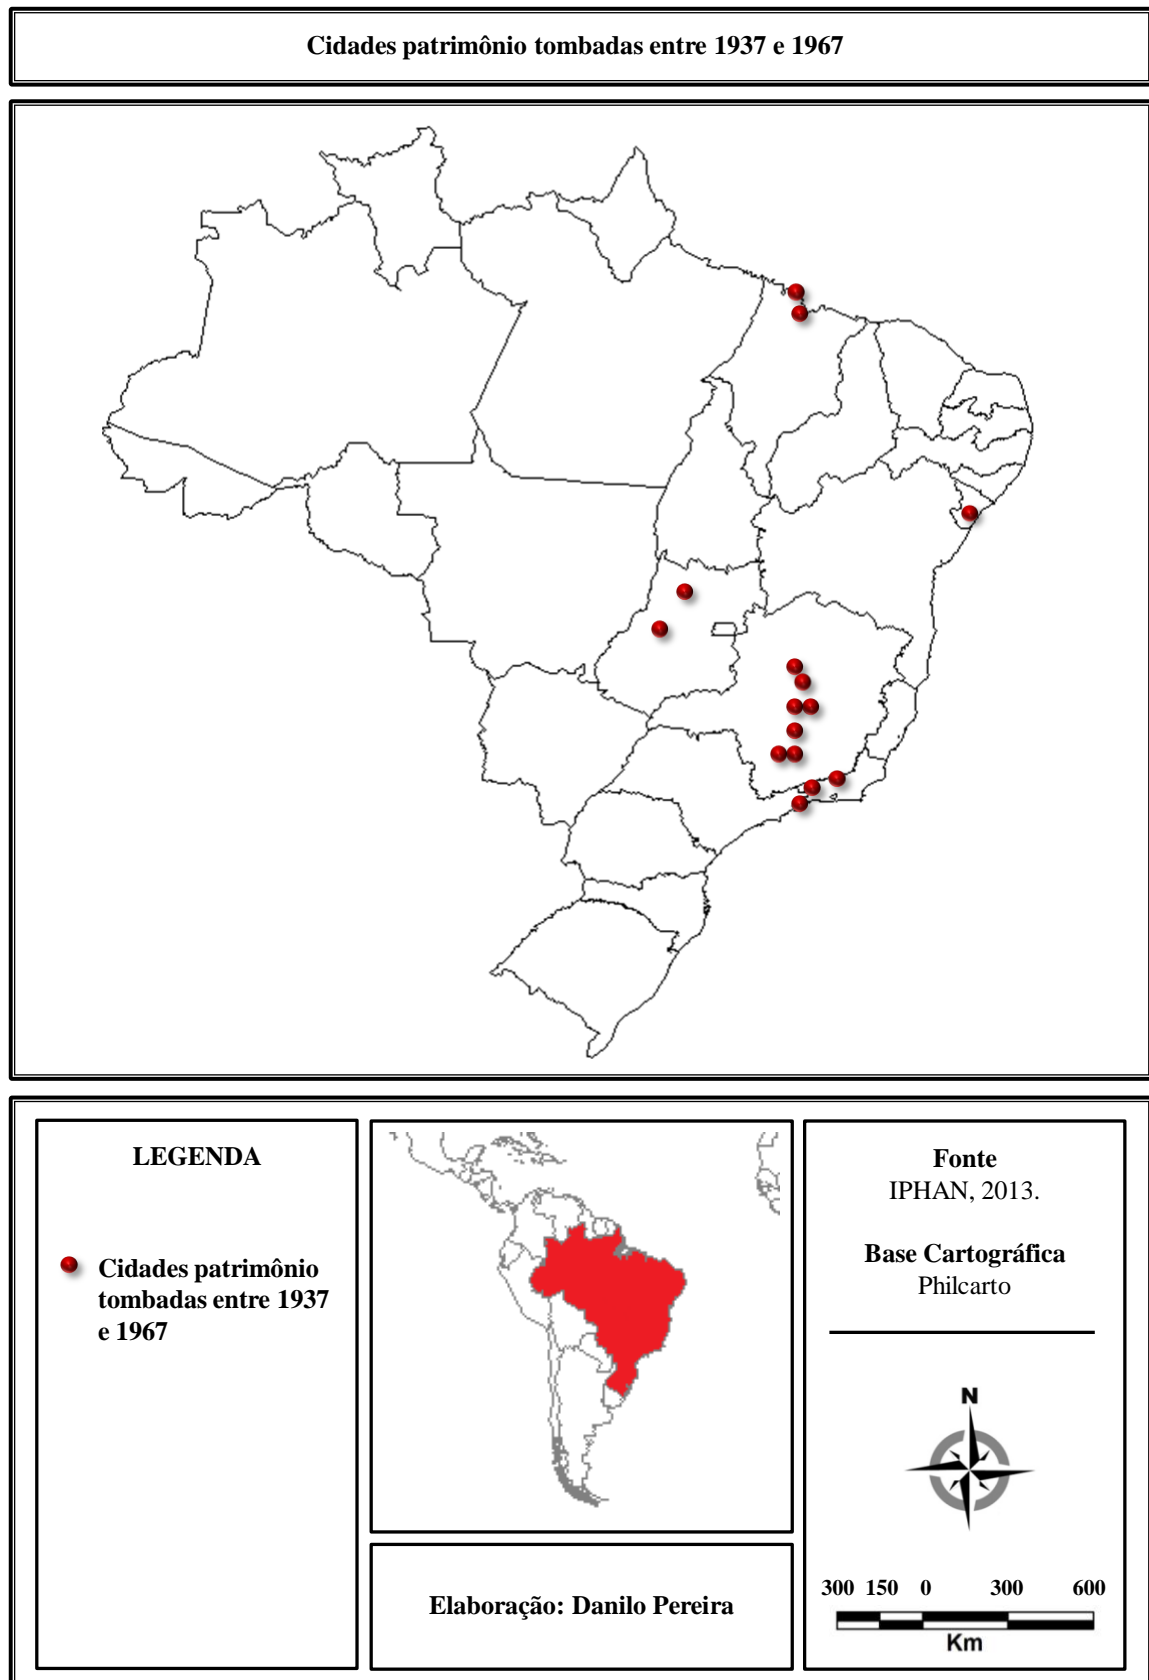 Cidades patrimônio tombadas entre 1937 e 1967
LEGENDA
Cidades patrimônio
tombadas entre 1937
e 1967
Elaboração: Danilo Pereira
Fonte
IPHAN, 2013.
Base Cartográfica
Philcarto
N
300 150 0 300 600
Km